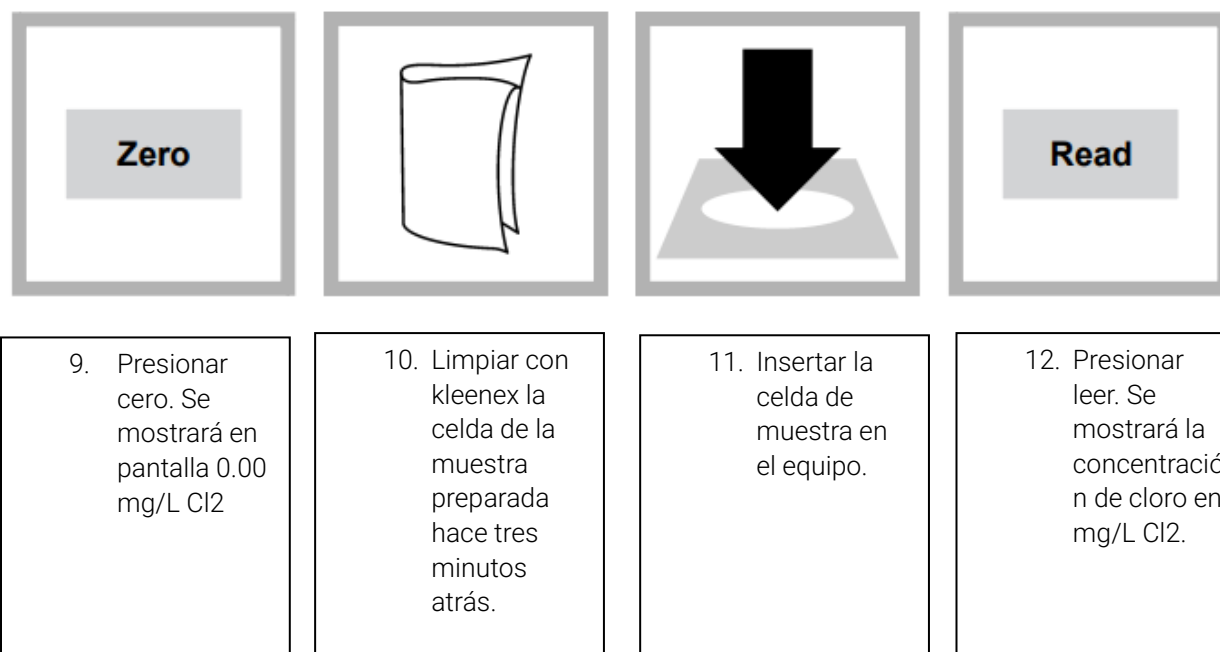 Zero
Read
9. Presionar
cero. Se
mostrará en
pantalla 0.00
mg/L Cl2
10. Limpiar con
kleenex la
celda de la
muestra
preparada
hace tres
minutos
atrás.
11. Insertar la
celda de
muestra en
el equipo.
12. Presionar
leer. Se
mostrará la
concentració
n de cloro en
mg/L Cl2.